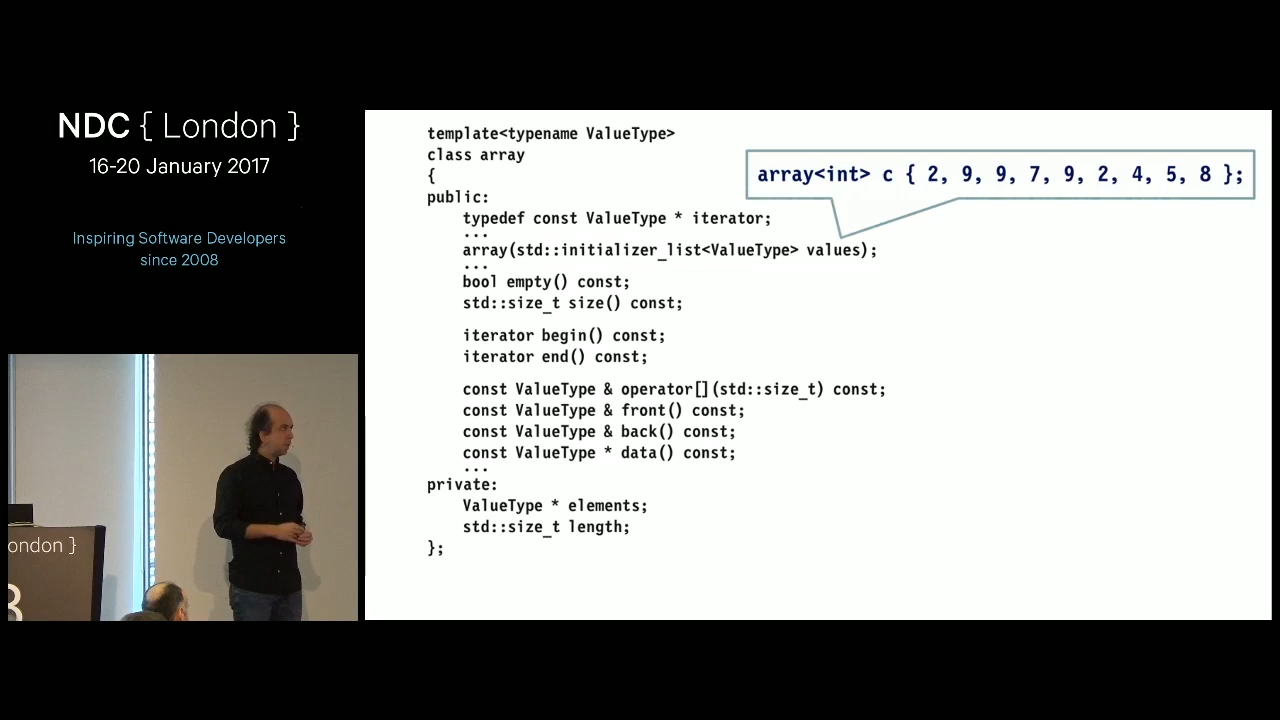 NDC { London }
16-20 January 2017
Inspiring Software Developers
since 2008
ondon }
template<typename ValueType>
class array
{
public:
typedef const ValueType * iterator;
...
array(std::initializer_list<ValueType> values);
...
bool empty() const;
std::size_t size() const;
iterator begin() const;
iterator end() const;
const ValueType & operator[](std::size_t) const;
const ValueType & front() const;
const ValueType & back() const;
const ValueType * data() const;
...
private:
ValueType * elements;
std::size_t length;
};
array<int> c { 2, 9, 9, 7, 9, 2, 4, 5, 8 };